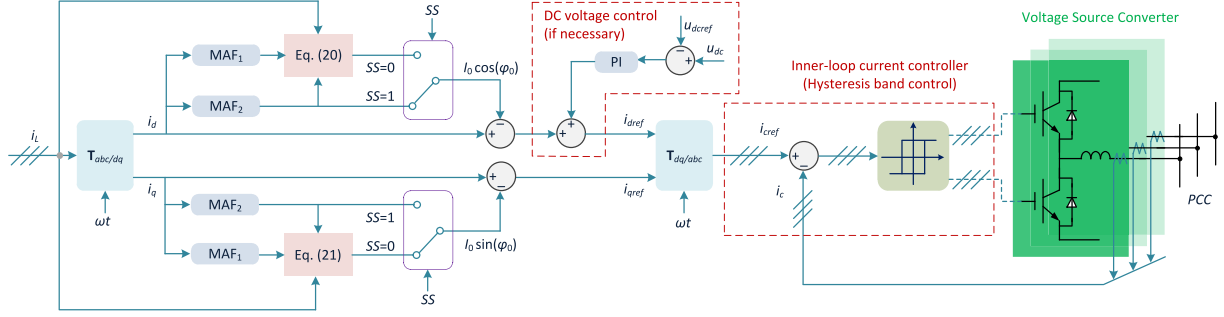 SS
DC voltage control
(if necessary)
u_dcref
u_dc
PI
Voltage Source Converter
MAF₁
Eq. (20)
SS=0
I₀ cos(φ₀)
Inner-loop current controller
(Hysteresis band control)
MAF₂
SS=1
i_L
i_d
T_abc/dq
i_dref
T_dq/abc
i_cref
i_q
i_qref
i_c
ωt
ωt
PCC
MAF₂
SS=1
MAF₁
Eq. (21)
SS=0
I₀ sin(φ₀)
SS
+
−
+
+
−
+
+
−
+
−